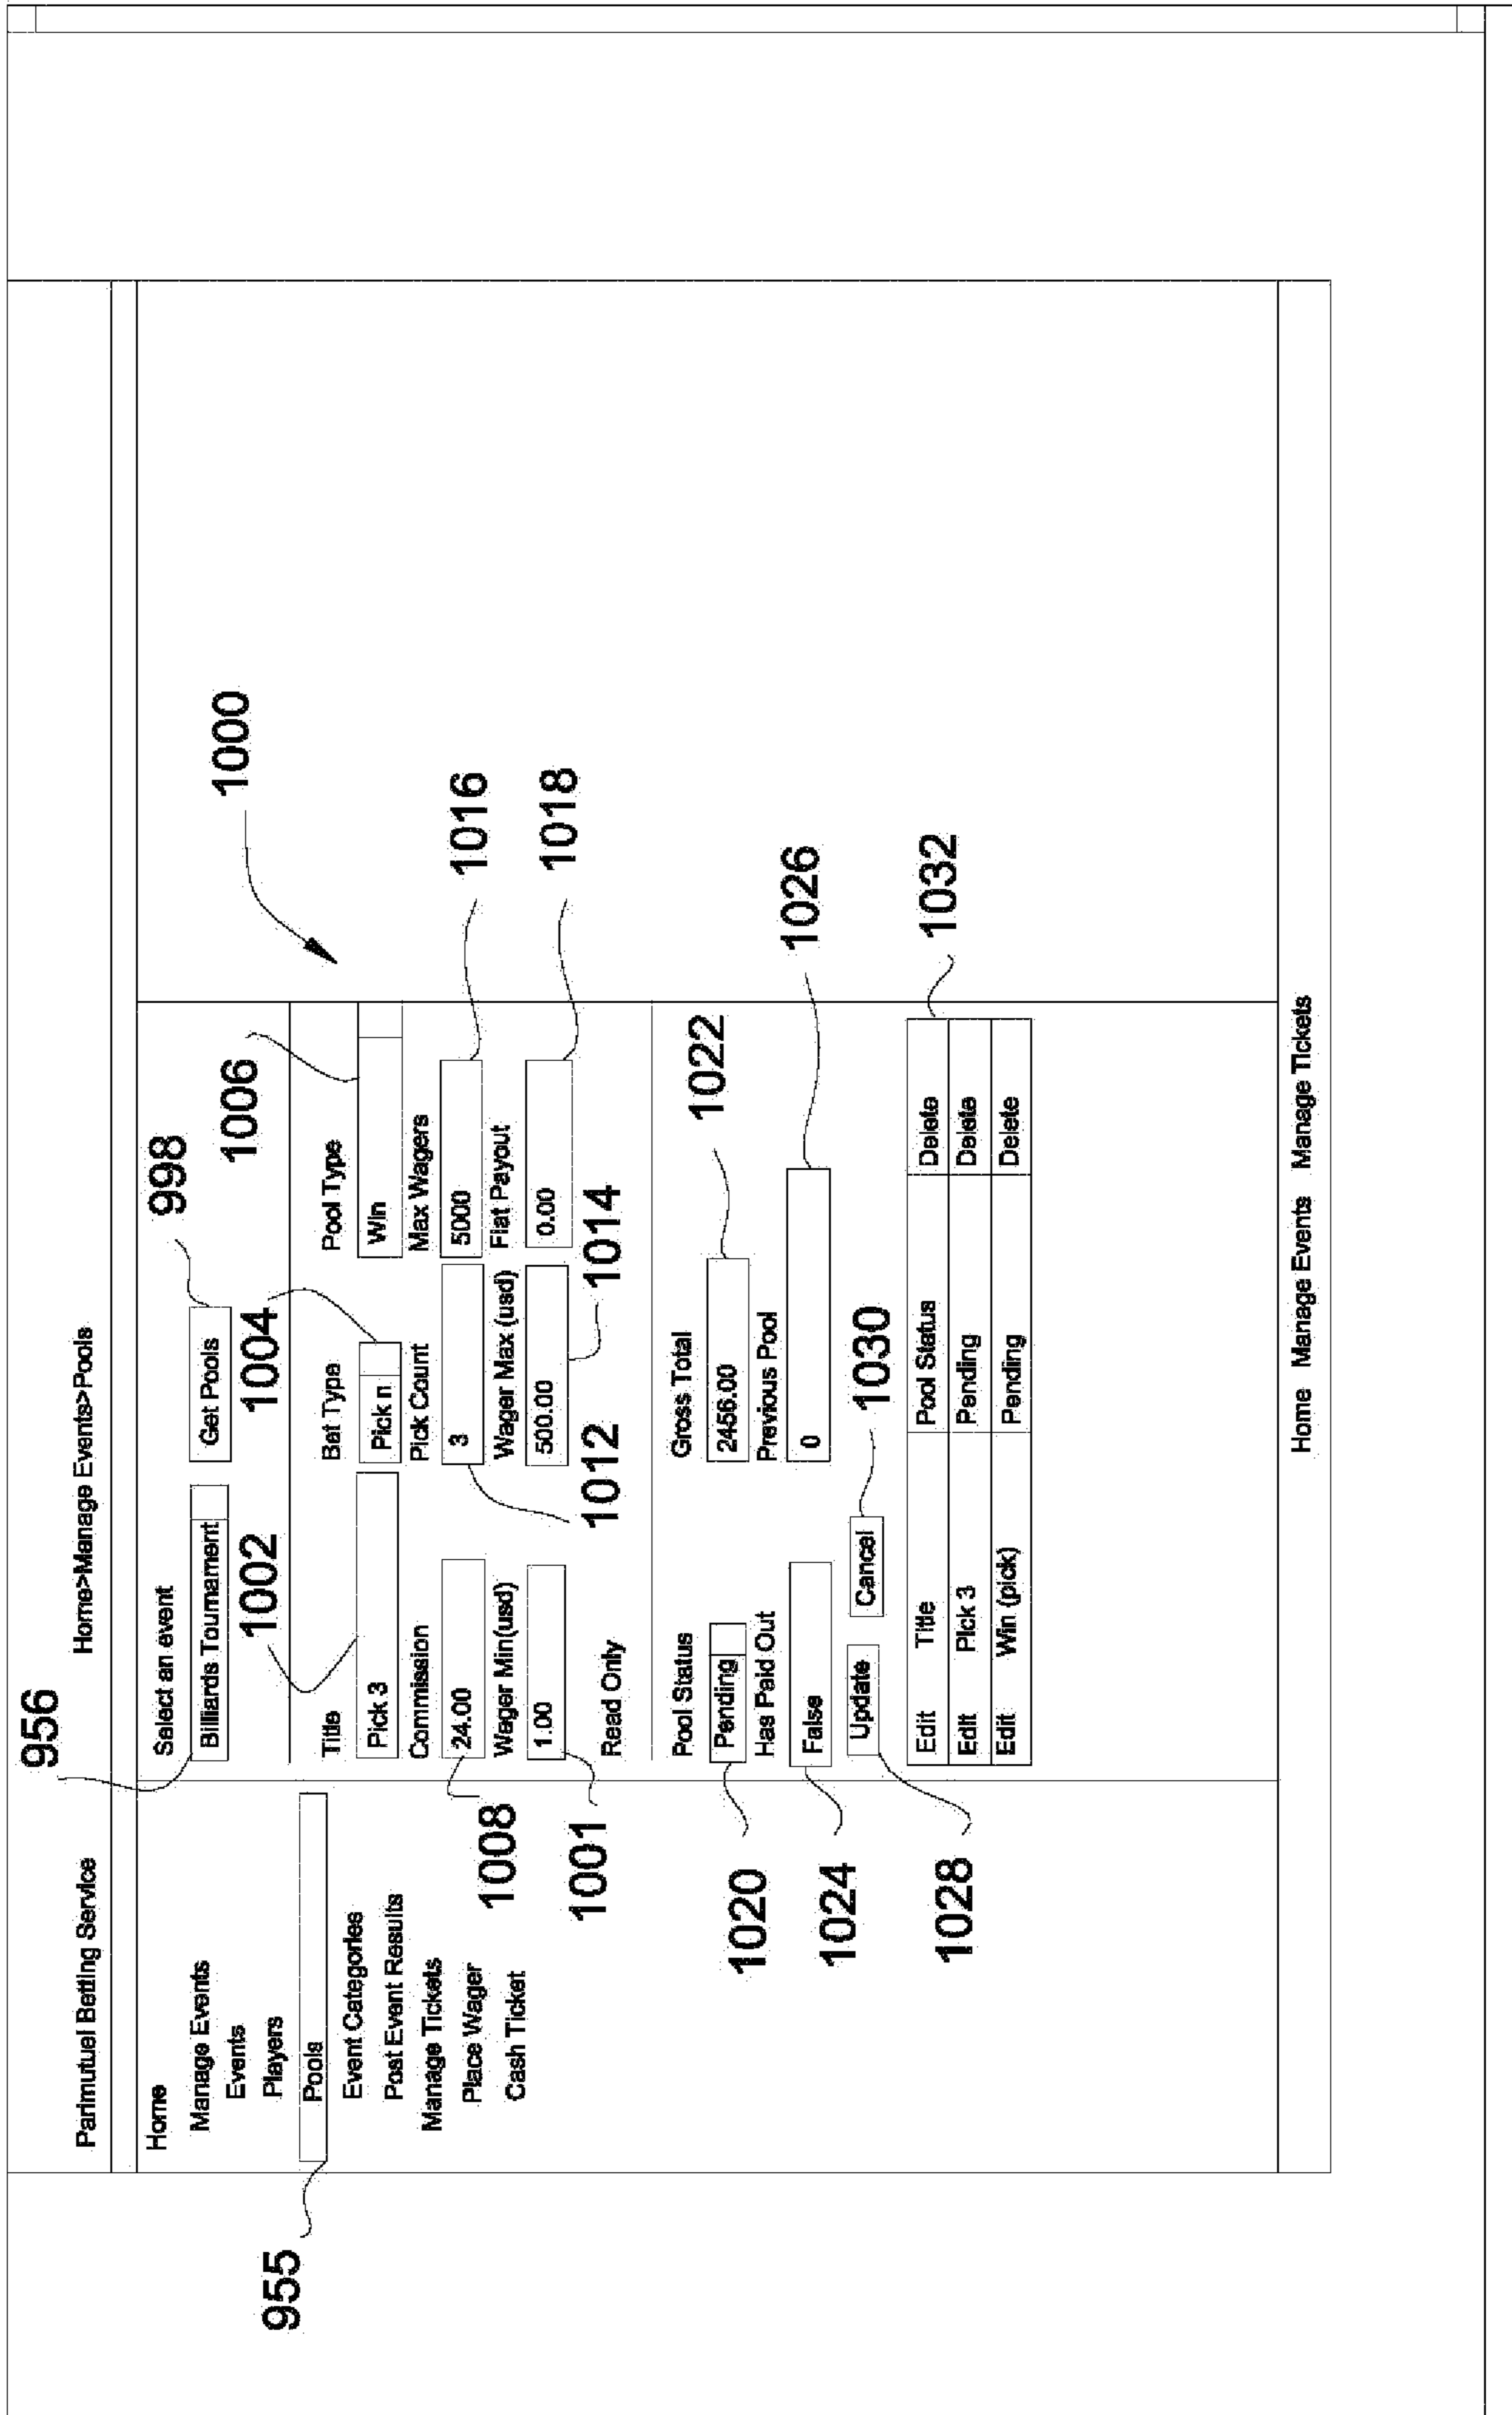 956
Parimutuel Betting Service
Home>Manage Events>Pools
Home
Manage Events
Events
Players
Pools
Event Categories
Post Event Results
Manage Tickets
Place Wager
Cash Ticket
955
Select an event
Billiards Tournament
Get Pools
998
1000
1002
1004
1006
Title
Bet Type
Pool Type
Pick 3
Pick n
Win
Commission
Pick Count
Max Wagers
24.00
3
5000
1008
1016
Wager Min(usd)
Wager Max (usd)
Flat Payout
1.00
500.00
0.00
1001
1012
1014
1018
Read Only
Pool Status
Gross Total
1022
Pending
2456.00
1020
Has Paid Out
Previous Pool
1026
False
0
1024
Update
Cancel
1030
1028
1032
Edit Title Pool Status Delete
Edit Pick 3 Pending Delete
Edit Win (pick) Pending Delete
Home Manage Events Manage Tickets